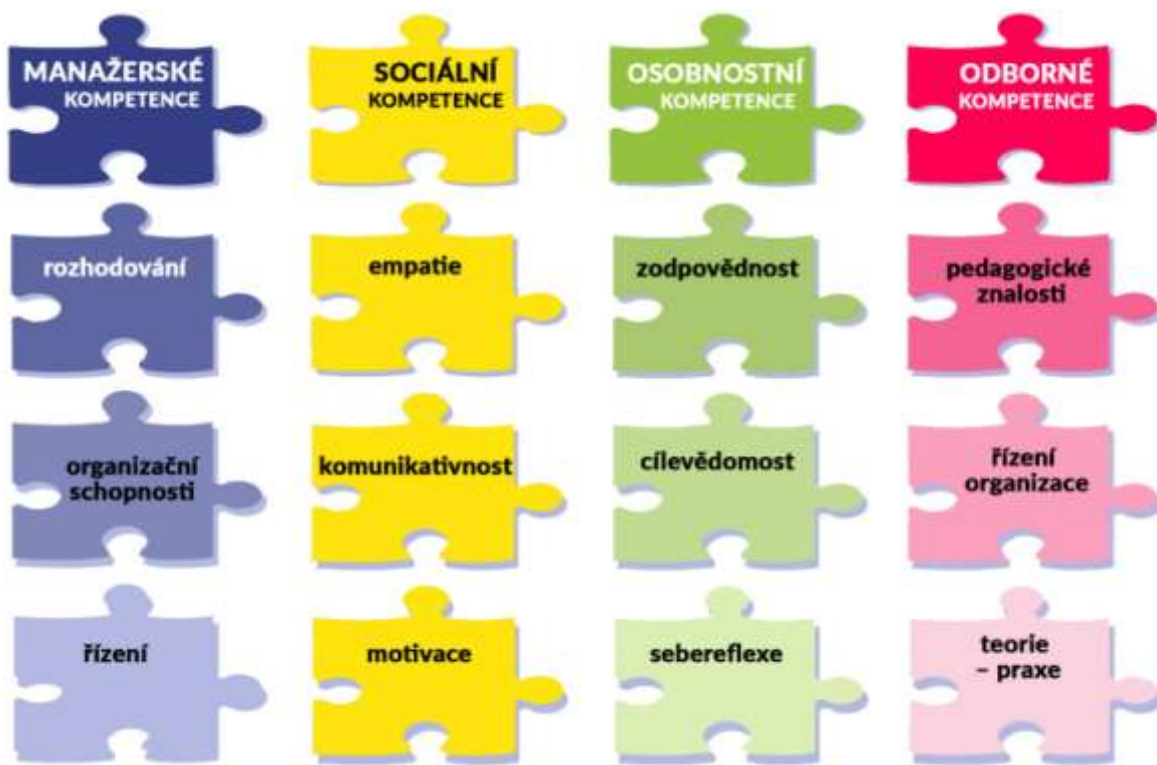 MANAŽERSKÉ
KOMPETENCE
SOCIÁLNÍ
KOMPETENCE
OSOBNOSTNÍ
KOMPETENCE
ODBORNÉ
KOMPETENCE
rozhodování
empatie
zodpovědnost
pedagogické
znalosti
organizační
schopnosti
komunikativnost
cílevědomost
řízení
organizace
řízení
motivace
sebereflexe
teorie
– praxe